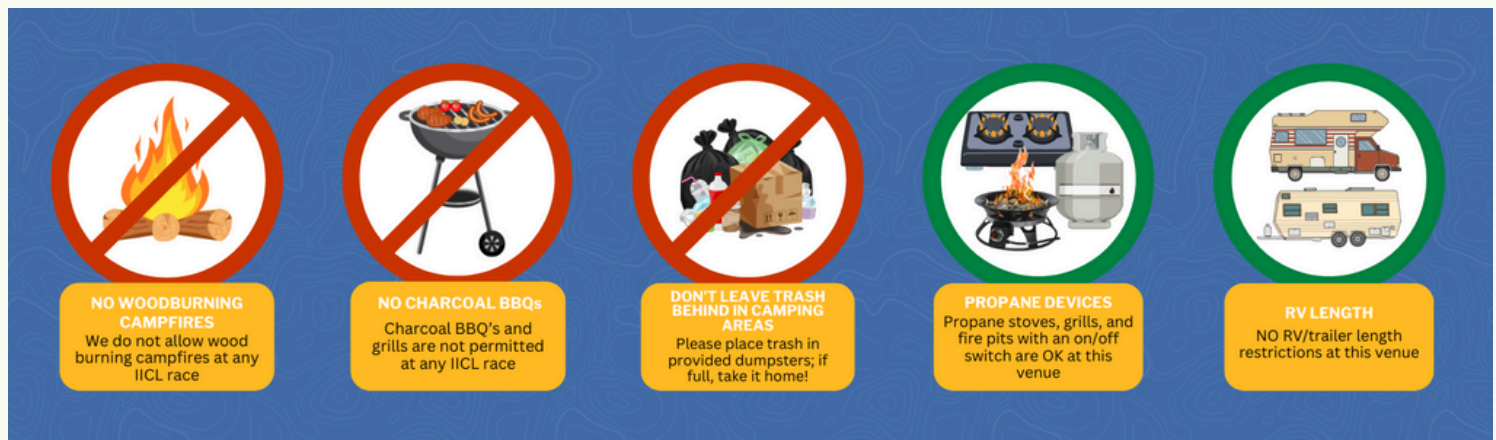 NO WOODBURNING
CAMPFIRES
We do not allow wood
burning campfires at any
IICL race
NO CHARCOAL BBQs
Charcoal BBQ's and
grills are not permitted
at any IICL race
DON'T LEAVE TRASH
BEHIND IN CAMPING
AREAS
Please place trash in
provided dumpsters; if
full, take it home!
PROPANE DEVICES
Propane stoves, grills, and
fire pits with an on/off
switch are OK at this
venue
RV LENGTH
NO RV/trailer length
restrictions at this venue